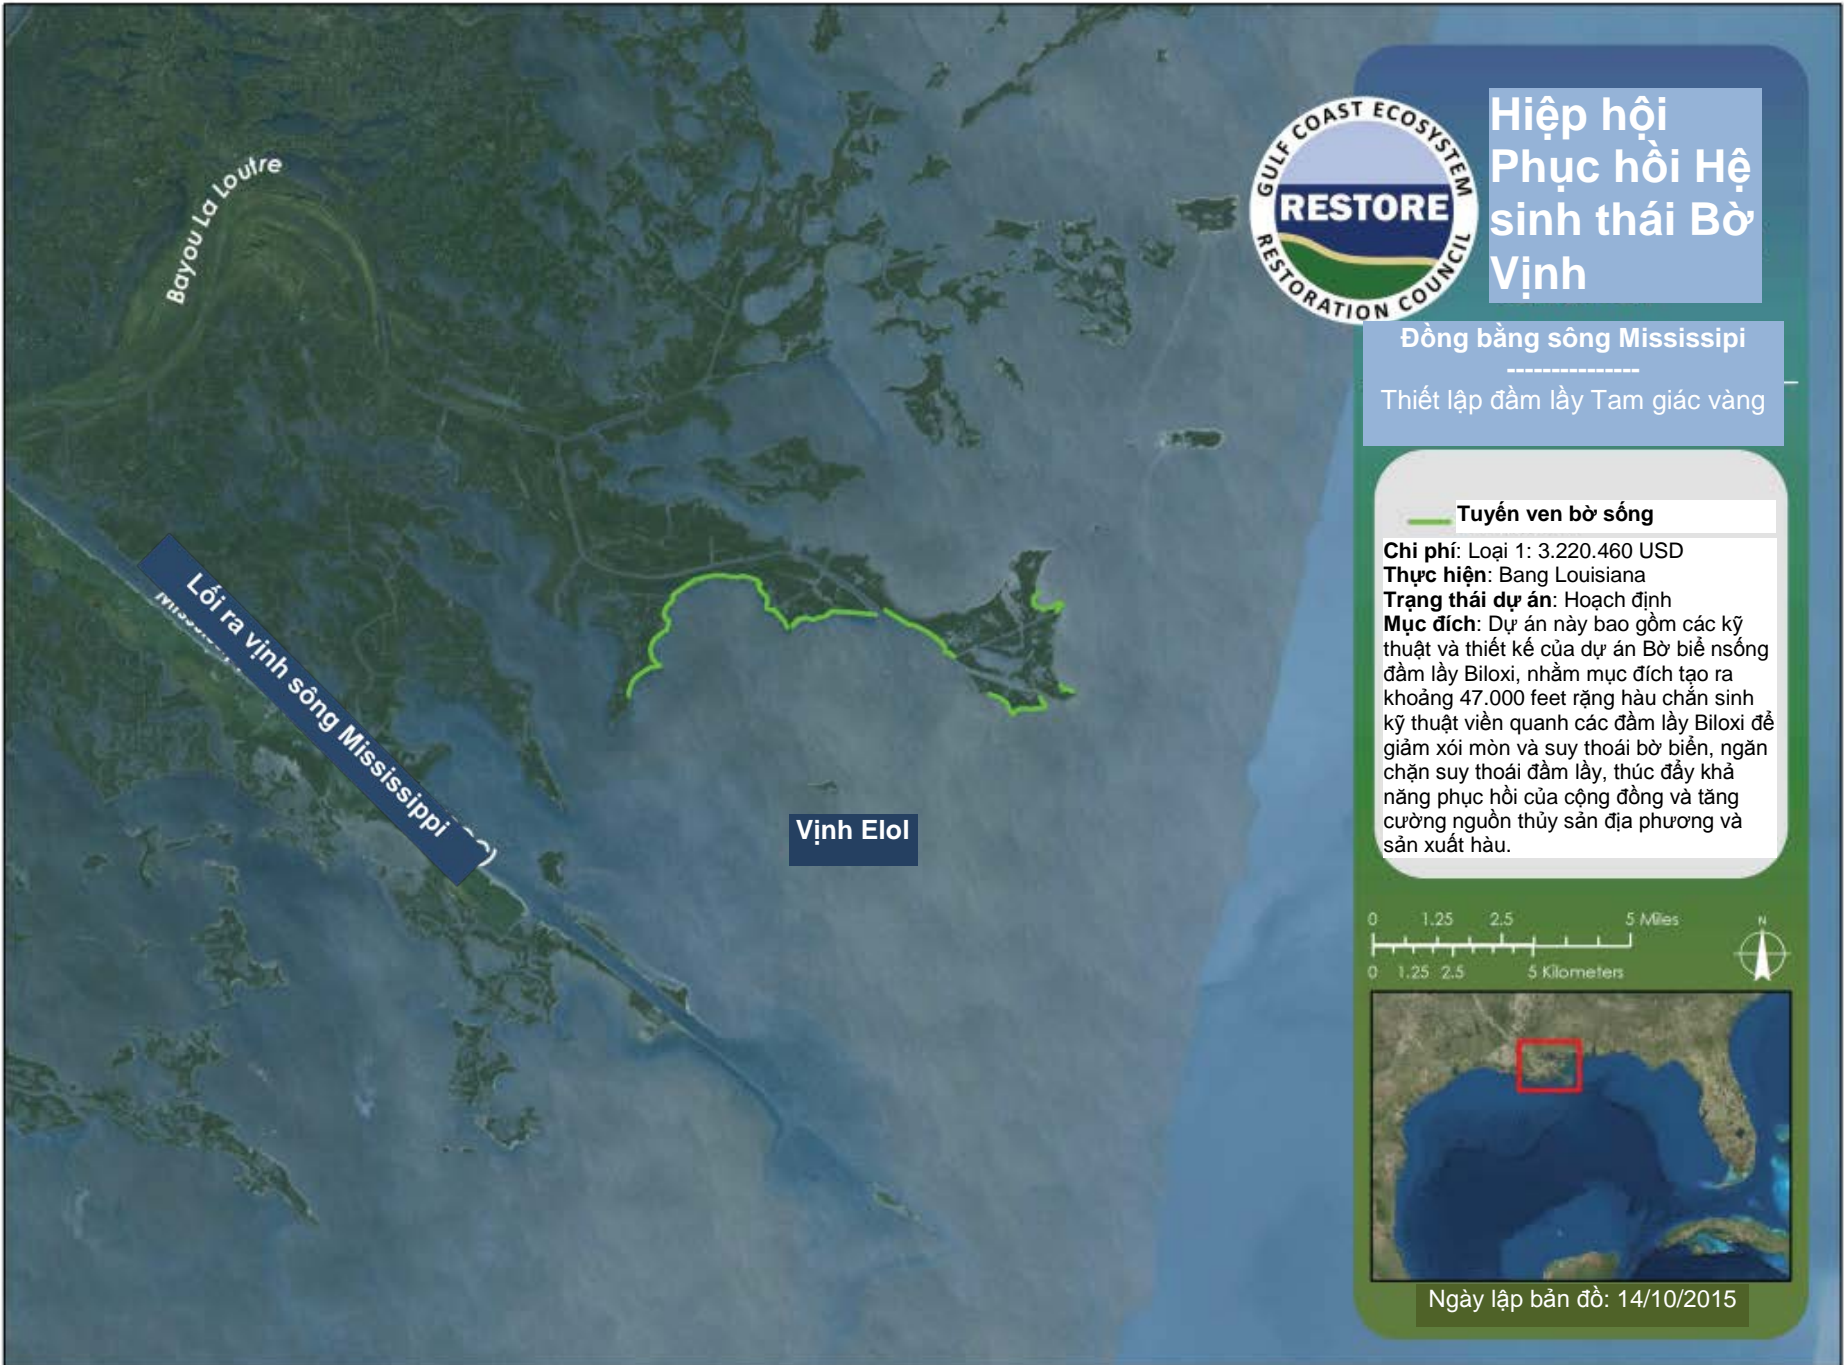 Bayou La Loutre
Lối ra vịnh sông Mississippi
Vịnh Elol
GULF COAST ECOSYSTEM
RESTORE
RESTORATION COUNCIL
Hiệp hội
Phục hồi Hệ
sinh thái Bờ
Vịnh
Đồng bằng sông Mississipi
---------------
Thiết lập đầm lầy Tam giác vàng
Tuyến ven bờ sống
Chi phí: Loại 1: 3.220.460 USD
Thực hiện: Bang Louisiana
Trạng thái dự án: Hoạch định
Mục đích: Dự án này bao gồm các kỹ
thuật và thiết kế của dự án Bờ biể nsống
đầm lầy Biloxi, nhằm mục đích tạo ra
khoảng 47.000 feet rặng hàu chắn sinh
kỹ thuật viền quanh các đầm lầy Biloxi để
giảm xói mòn và suy thoái bờ biển, ngăn
chặn suy thoái đầm lầy, thúc đẩy khả
năng phục hồi của cộng đồng và tăng
cường nguồn thủy sản địa phương và
sản xuất hàu.
0 1.25 2.5 5 Miles
N
0 1.25 2.5 5 Kilometers
Ngày lập bản đồ: 14/10/2015